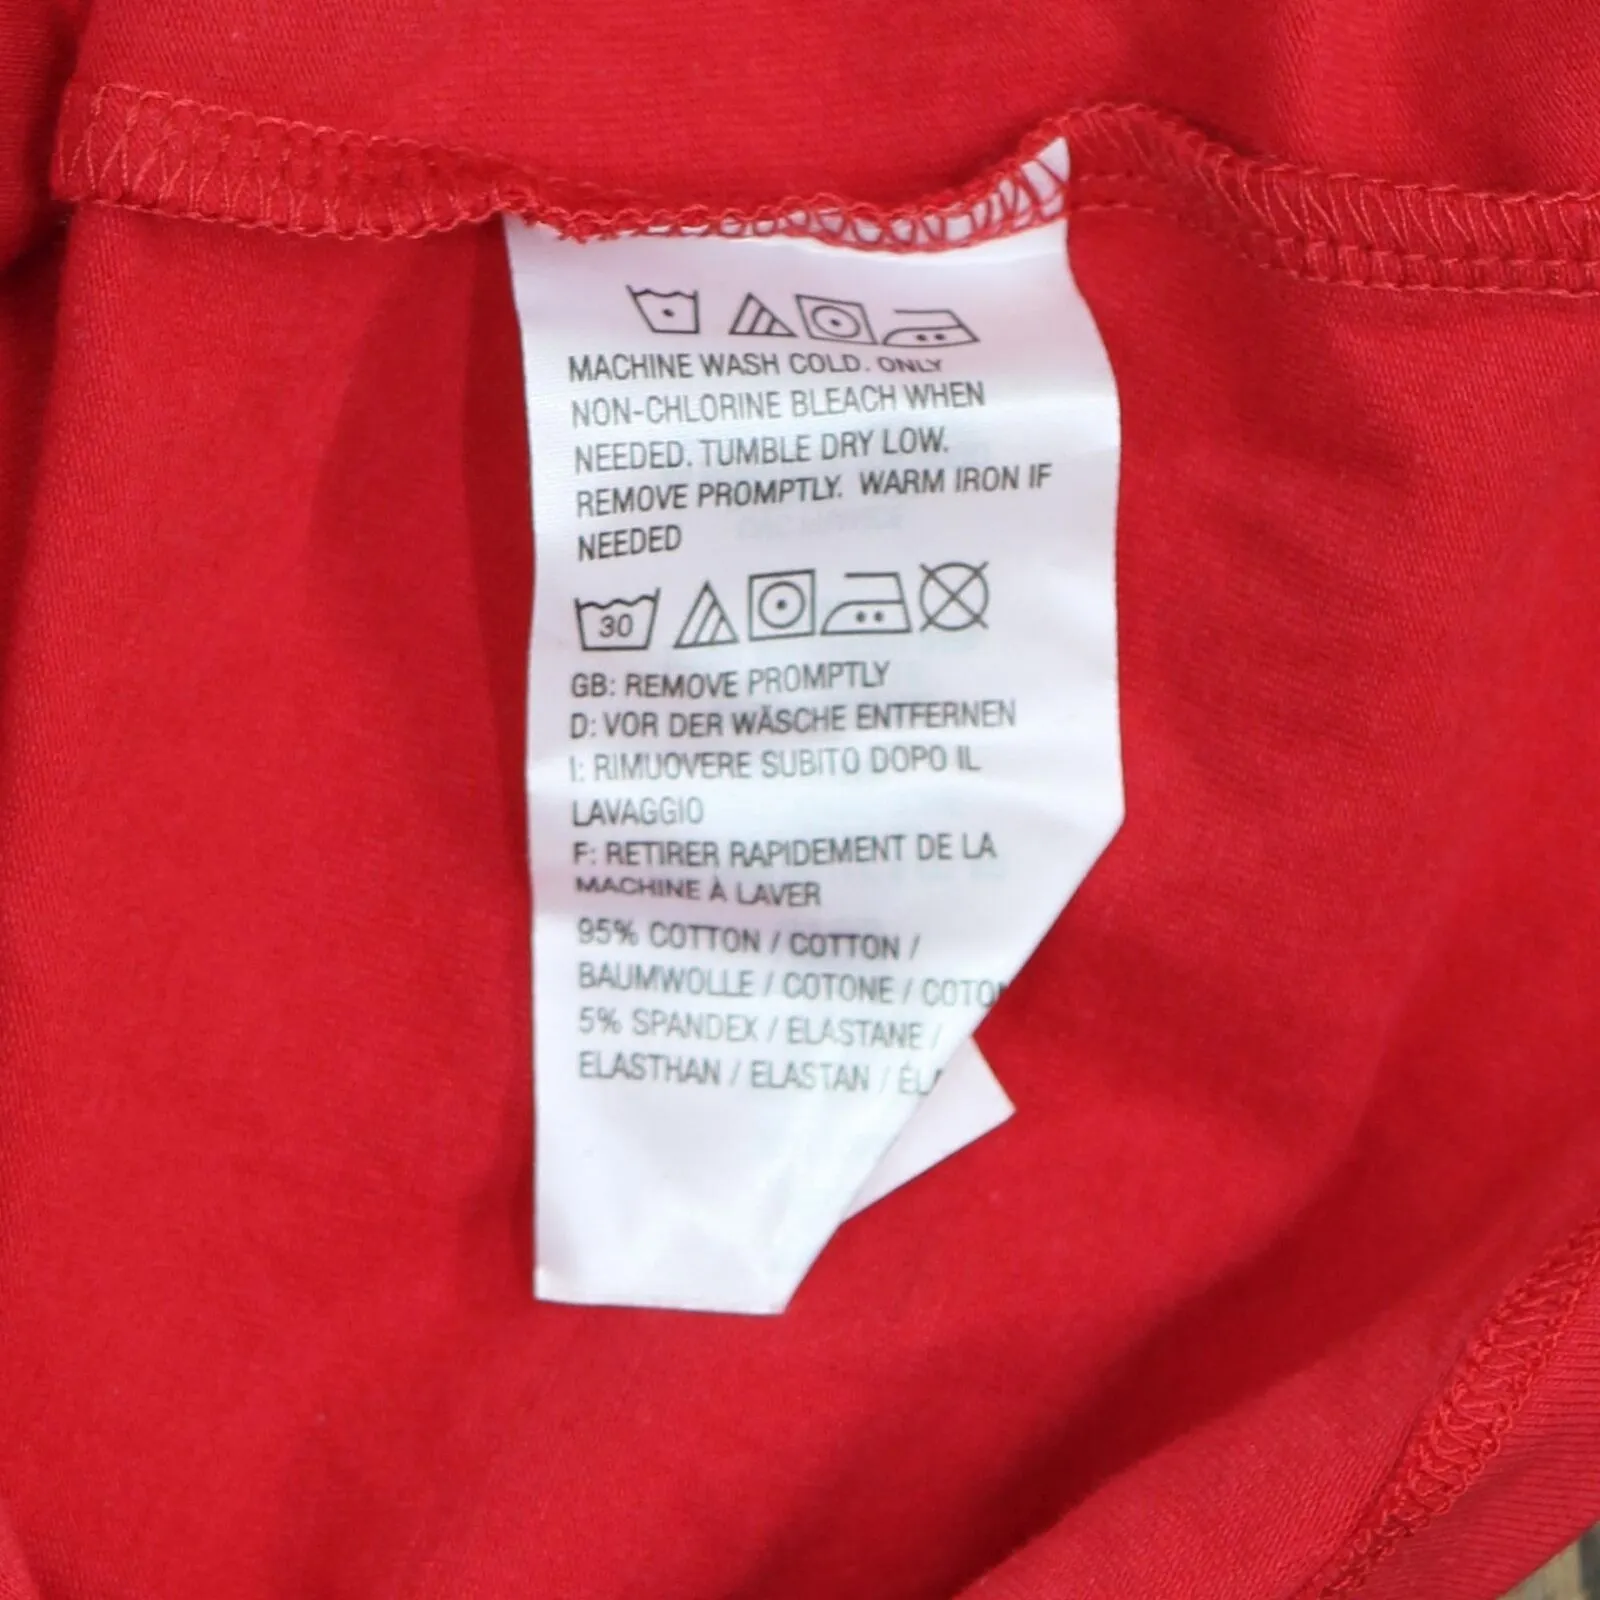 MACHINE WASH COLD. ONLY
NON-CHLORINE BLEACH WHEN
NEEDED. TUMBLE DRY LOW.
REMOVE PROMPTLY. WARM IRON IF
NEEDED
30
GB: REMOVE PROMPTLY
D: VOR DER WÄSCHE ENTFERNEN
I: RIMUOVERE SUBITO DOPO IL
LAVAGGIO
F: RETIRER RAPIDEMENT DE LA
MACHINE À LAVER
95% COTTON / COTTON /
BAUMWOLLE / COTONE /
5% SPANDEX / ELASTANE /
ELASTHAN / ELASTAN /